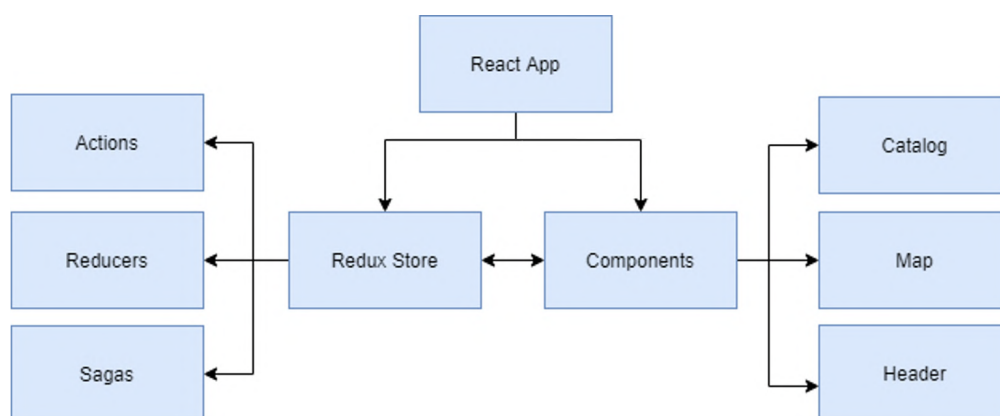 React App
Actions
Catalog
Reducers
Redux Store
Components
Map
Sagas
Header